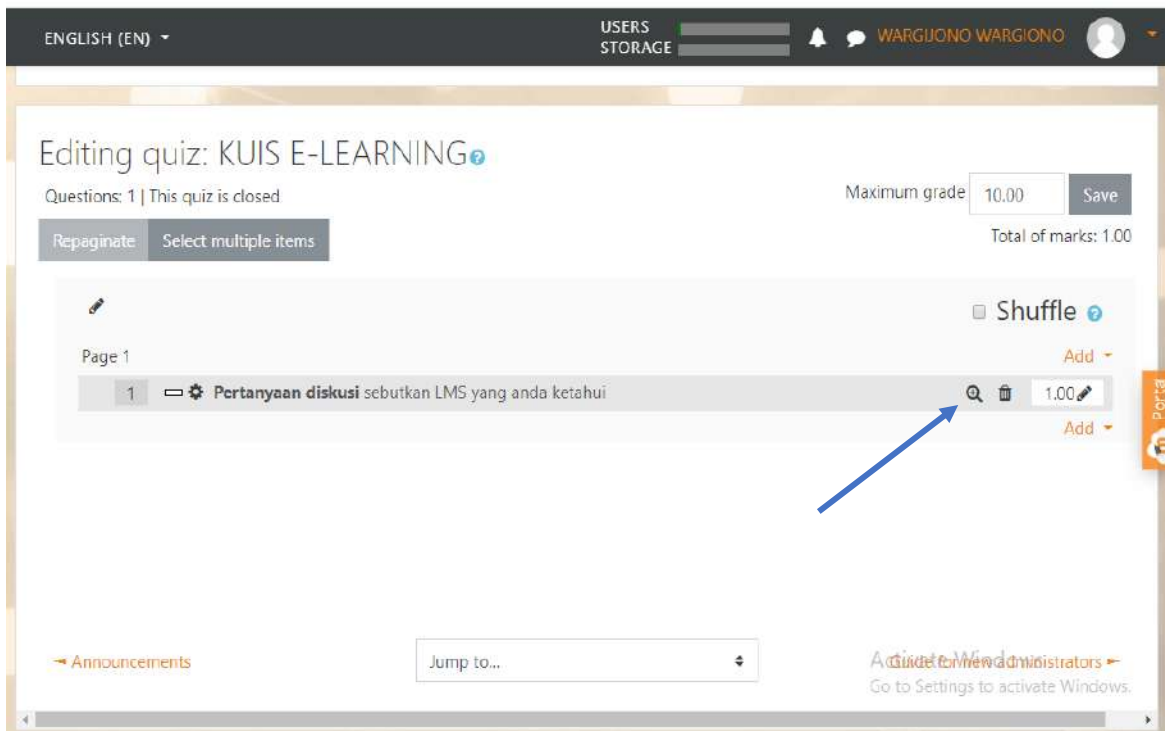 ENGLISH (EN)
USERS
STORAGE
WARGIJONO WARGIONO
Editing quiz: KUIS E-LEARNING
Questions: 1 | This quiz is closed
Maximum grade 10.00 Save
Repaginate Select multiple items
Total of marks: 1.00
Shuffle
Page 1
Add
1 Pertanyaan diskusi sebutkan LMS yang anda ketahui 1.00
Add
Porta
Announcements
Jump to...
Guide for new administrators
Activate Windows
Go to Settings to activate Windows.